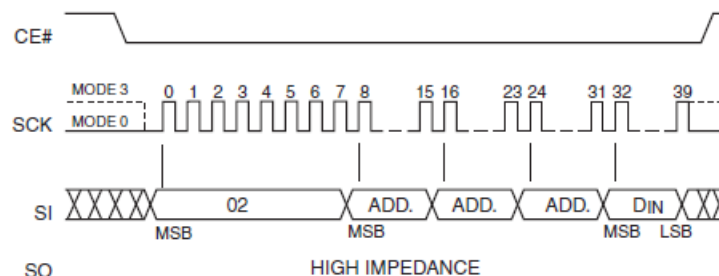 CE#
MODE 3
0 1 2 3 4 5 6 7 8 15 16 23 24 31 32 39
SCK
MODE 0
SI
02 ADD. ADD. ADD. DIN
MSB MSB MSB LSB
SO
HIGH IMPEDANCE